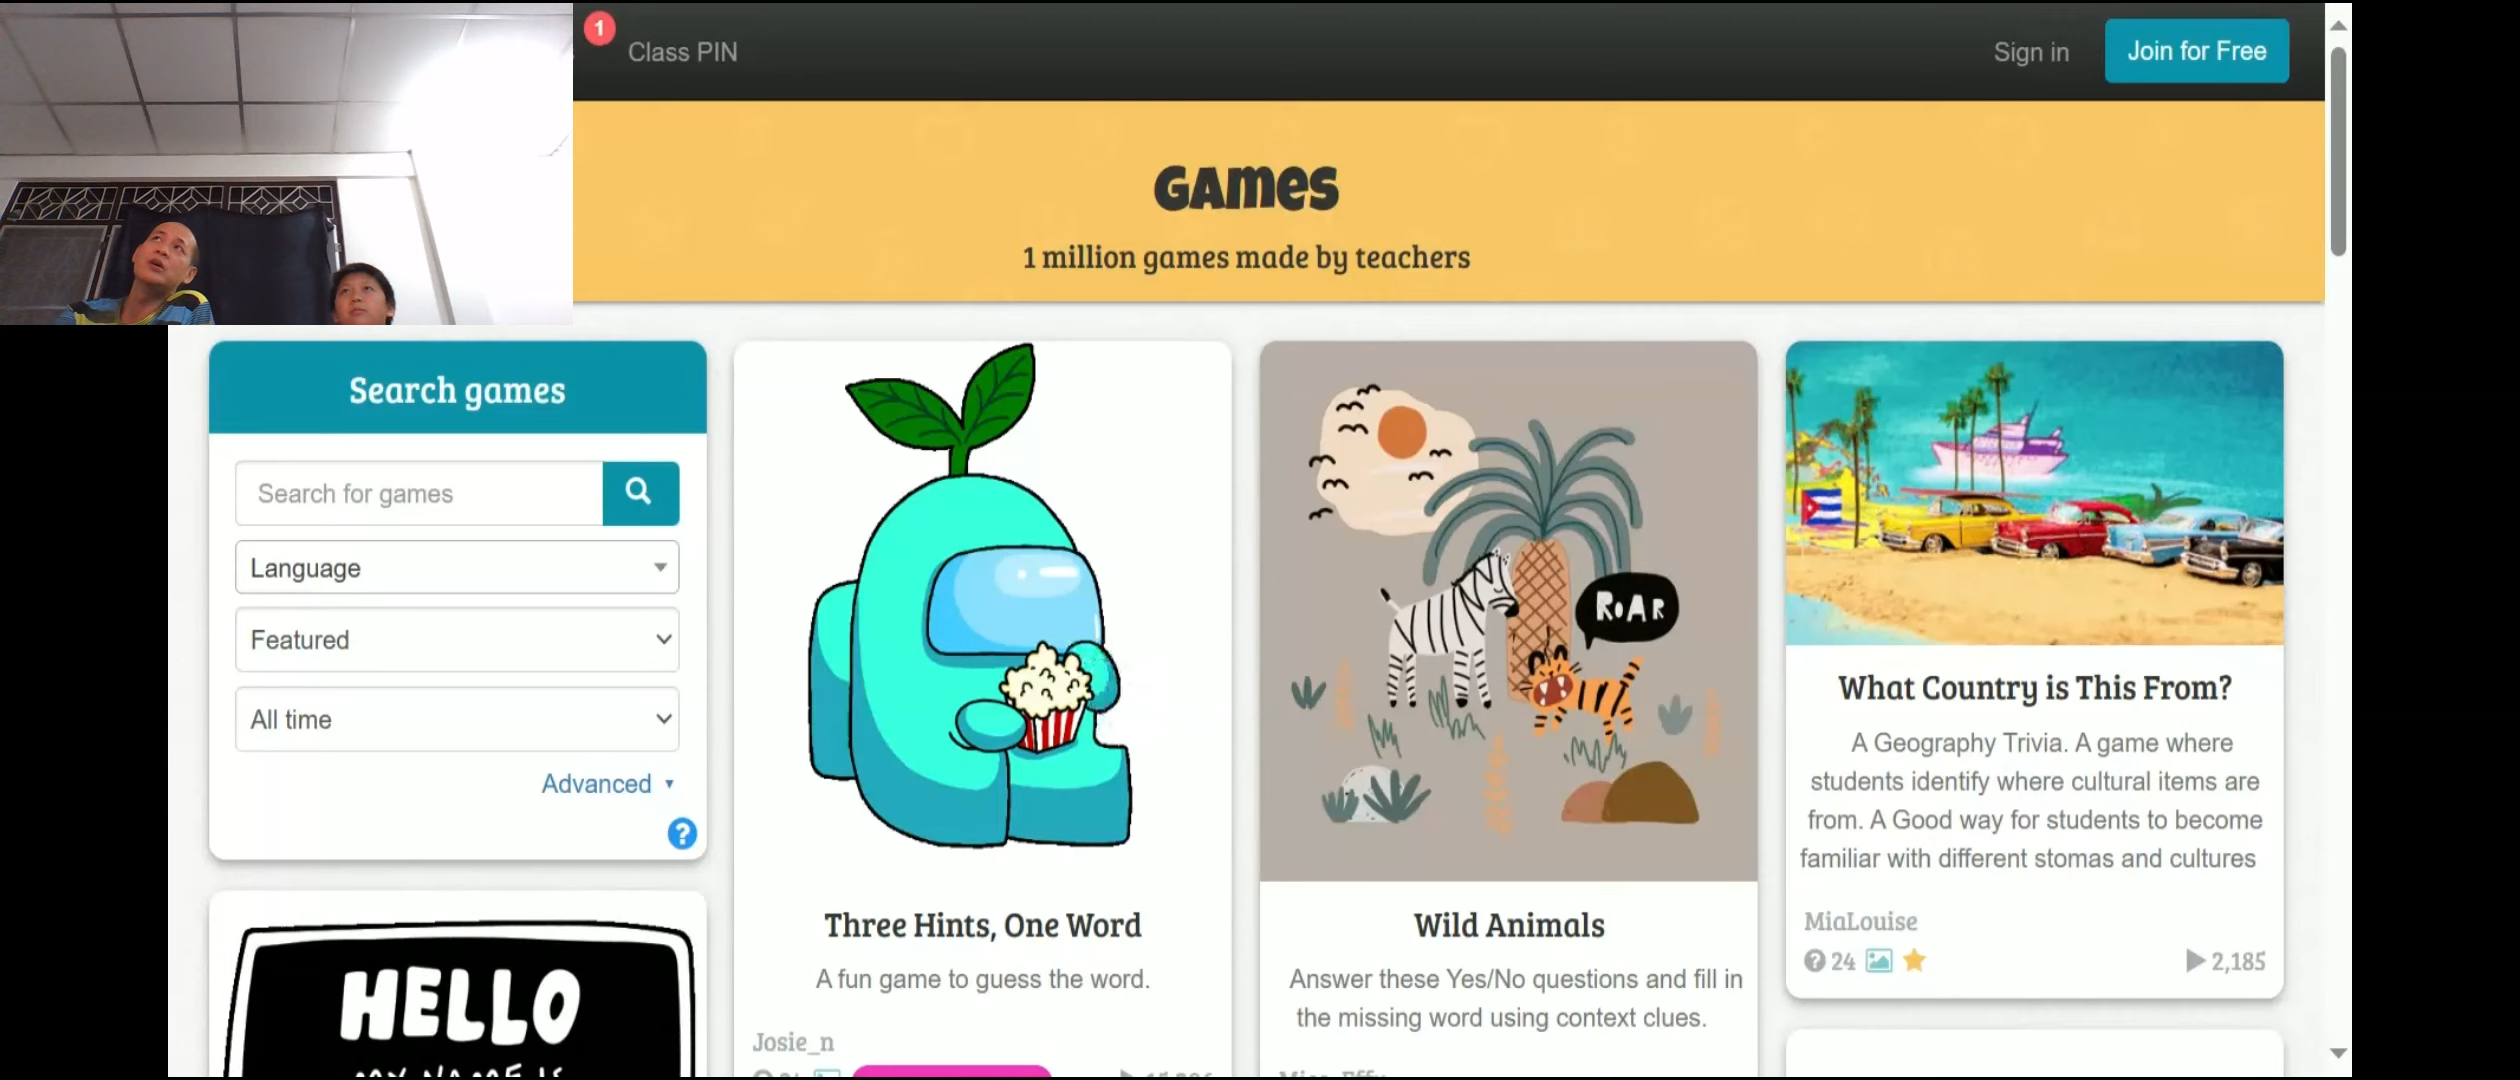 1
Class PIN
Sign in
Join for Free
Games
1 million games made by teachers
Search games
Search for games
Language
Featured
All time
Advanced
?
HELLO
MY NAME IS
Three Hints, One Word
A fun game to guess the word.
Josie_n
ROAR
Wild Animals
Answer these Yes/No questions and fill in
the missing word using context clues.
What Country is This From?
A Geography Trivia. A game where
students identify where cultural items are
from. A Good way for students to become
familiar with different stomas and cultures
MiaLouise
24
2,185